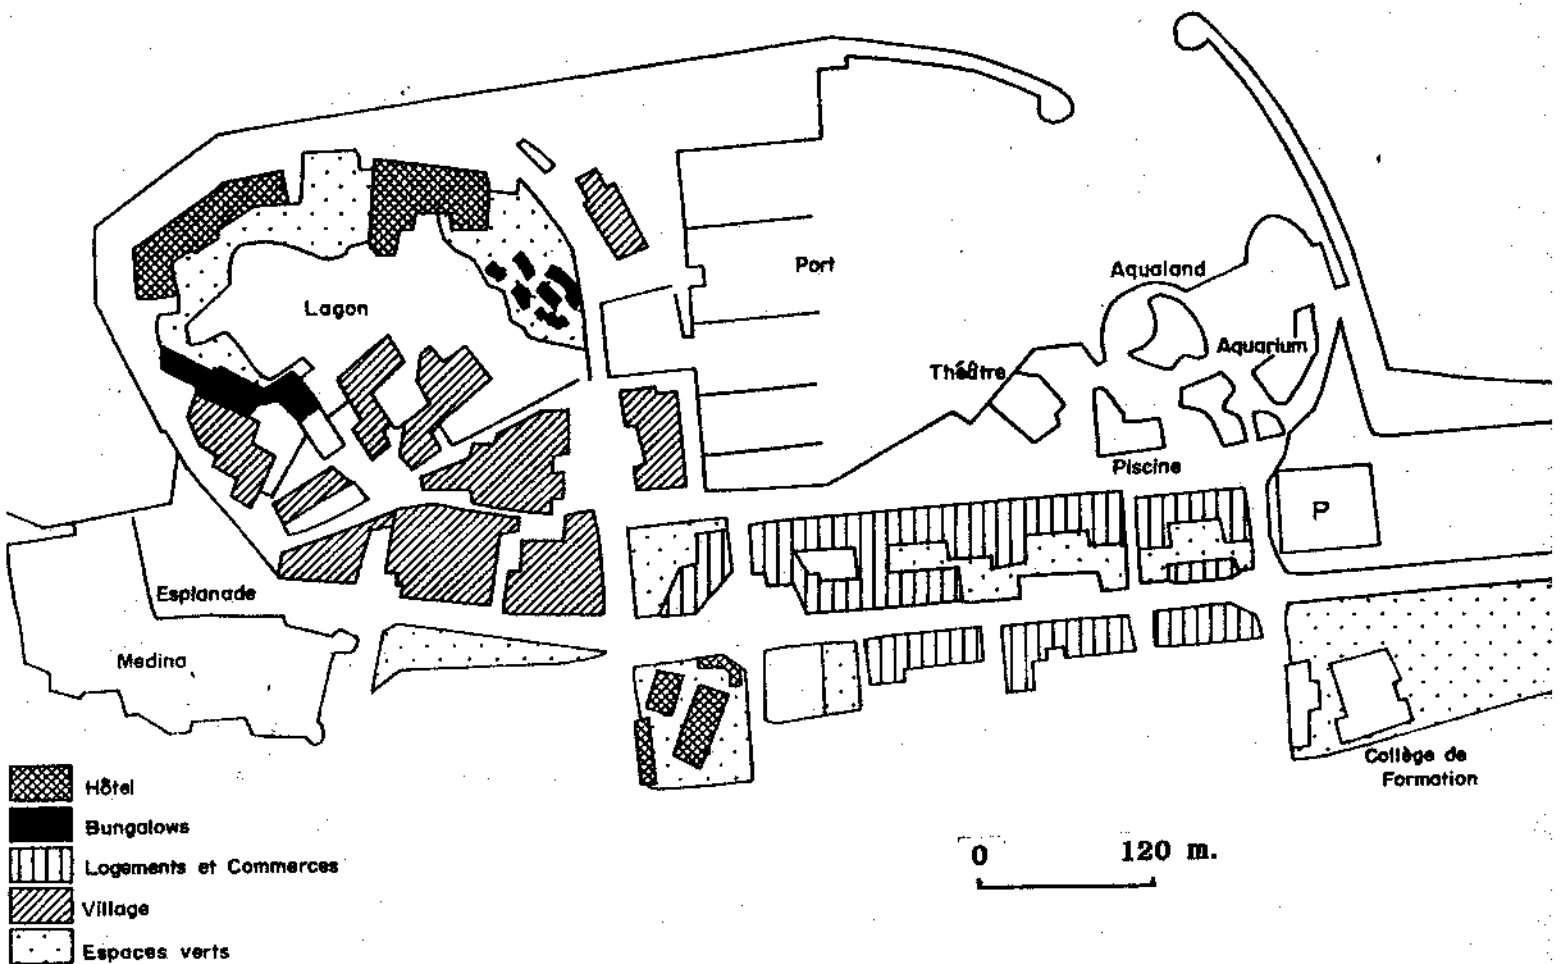 Port
Aqualand
Lagon
Aquarium
Théâtre
Piscine
P
Esplanade
Medina
Collège de
Formation
Hôtel
Bungalows
Logements et Commerces
Village
Espaces verts
0 120 m.